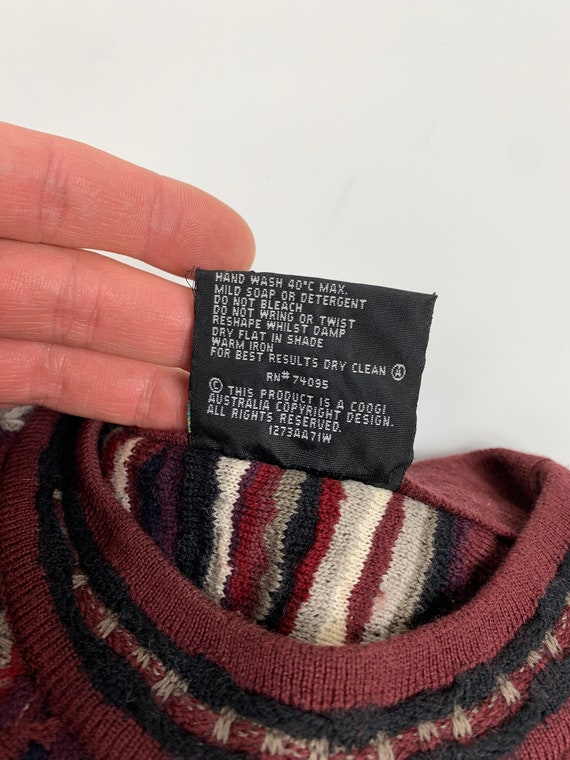 HAND WASH 40°C MAX.
MILD SOAP OR DETERGENT
DO NOT BLEACH
DO NOT WRING OR TWIST
RESHAPE WHILST DAMP
DRY FLAT IN SHADE
WARM IRON
FOR BEST RESULTS DRY CLEAN Ⓐ
RN# 74095
© THIS PRODUCT IS A COOGI
AUSTRALIA COPYRIGHT DESIGN.
ALL RIGHTS RESERVED.
1273AA71W